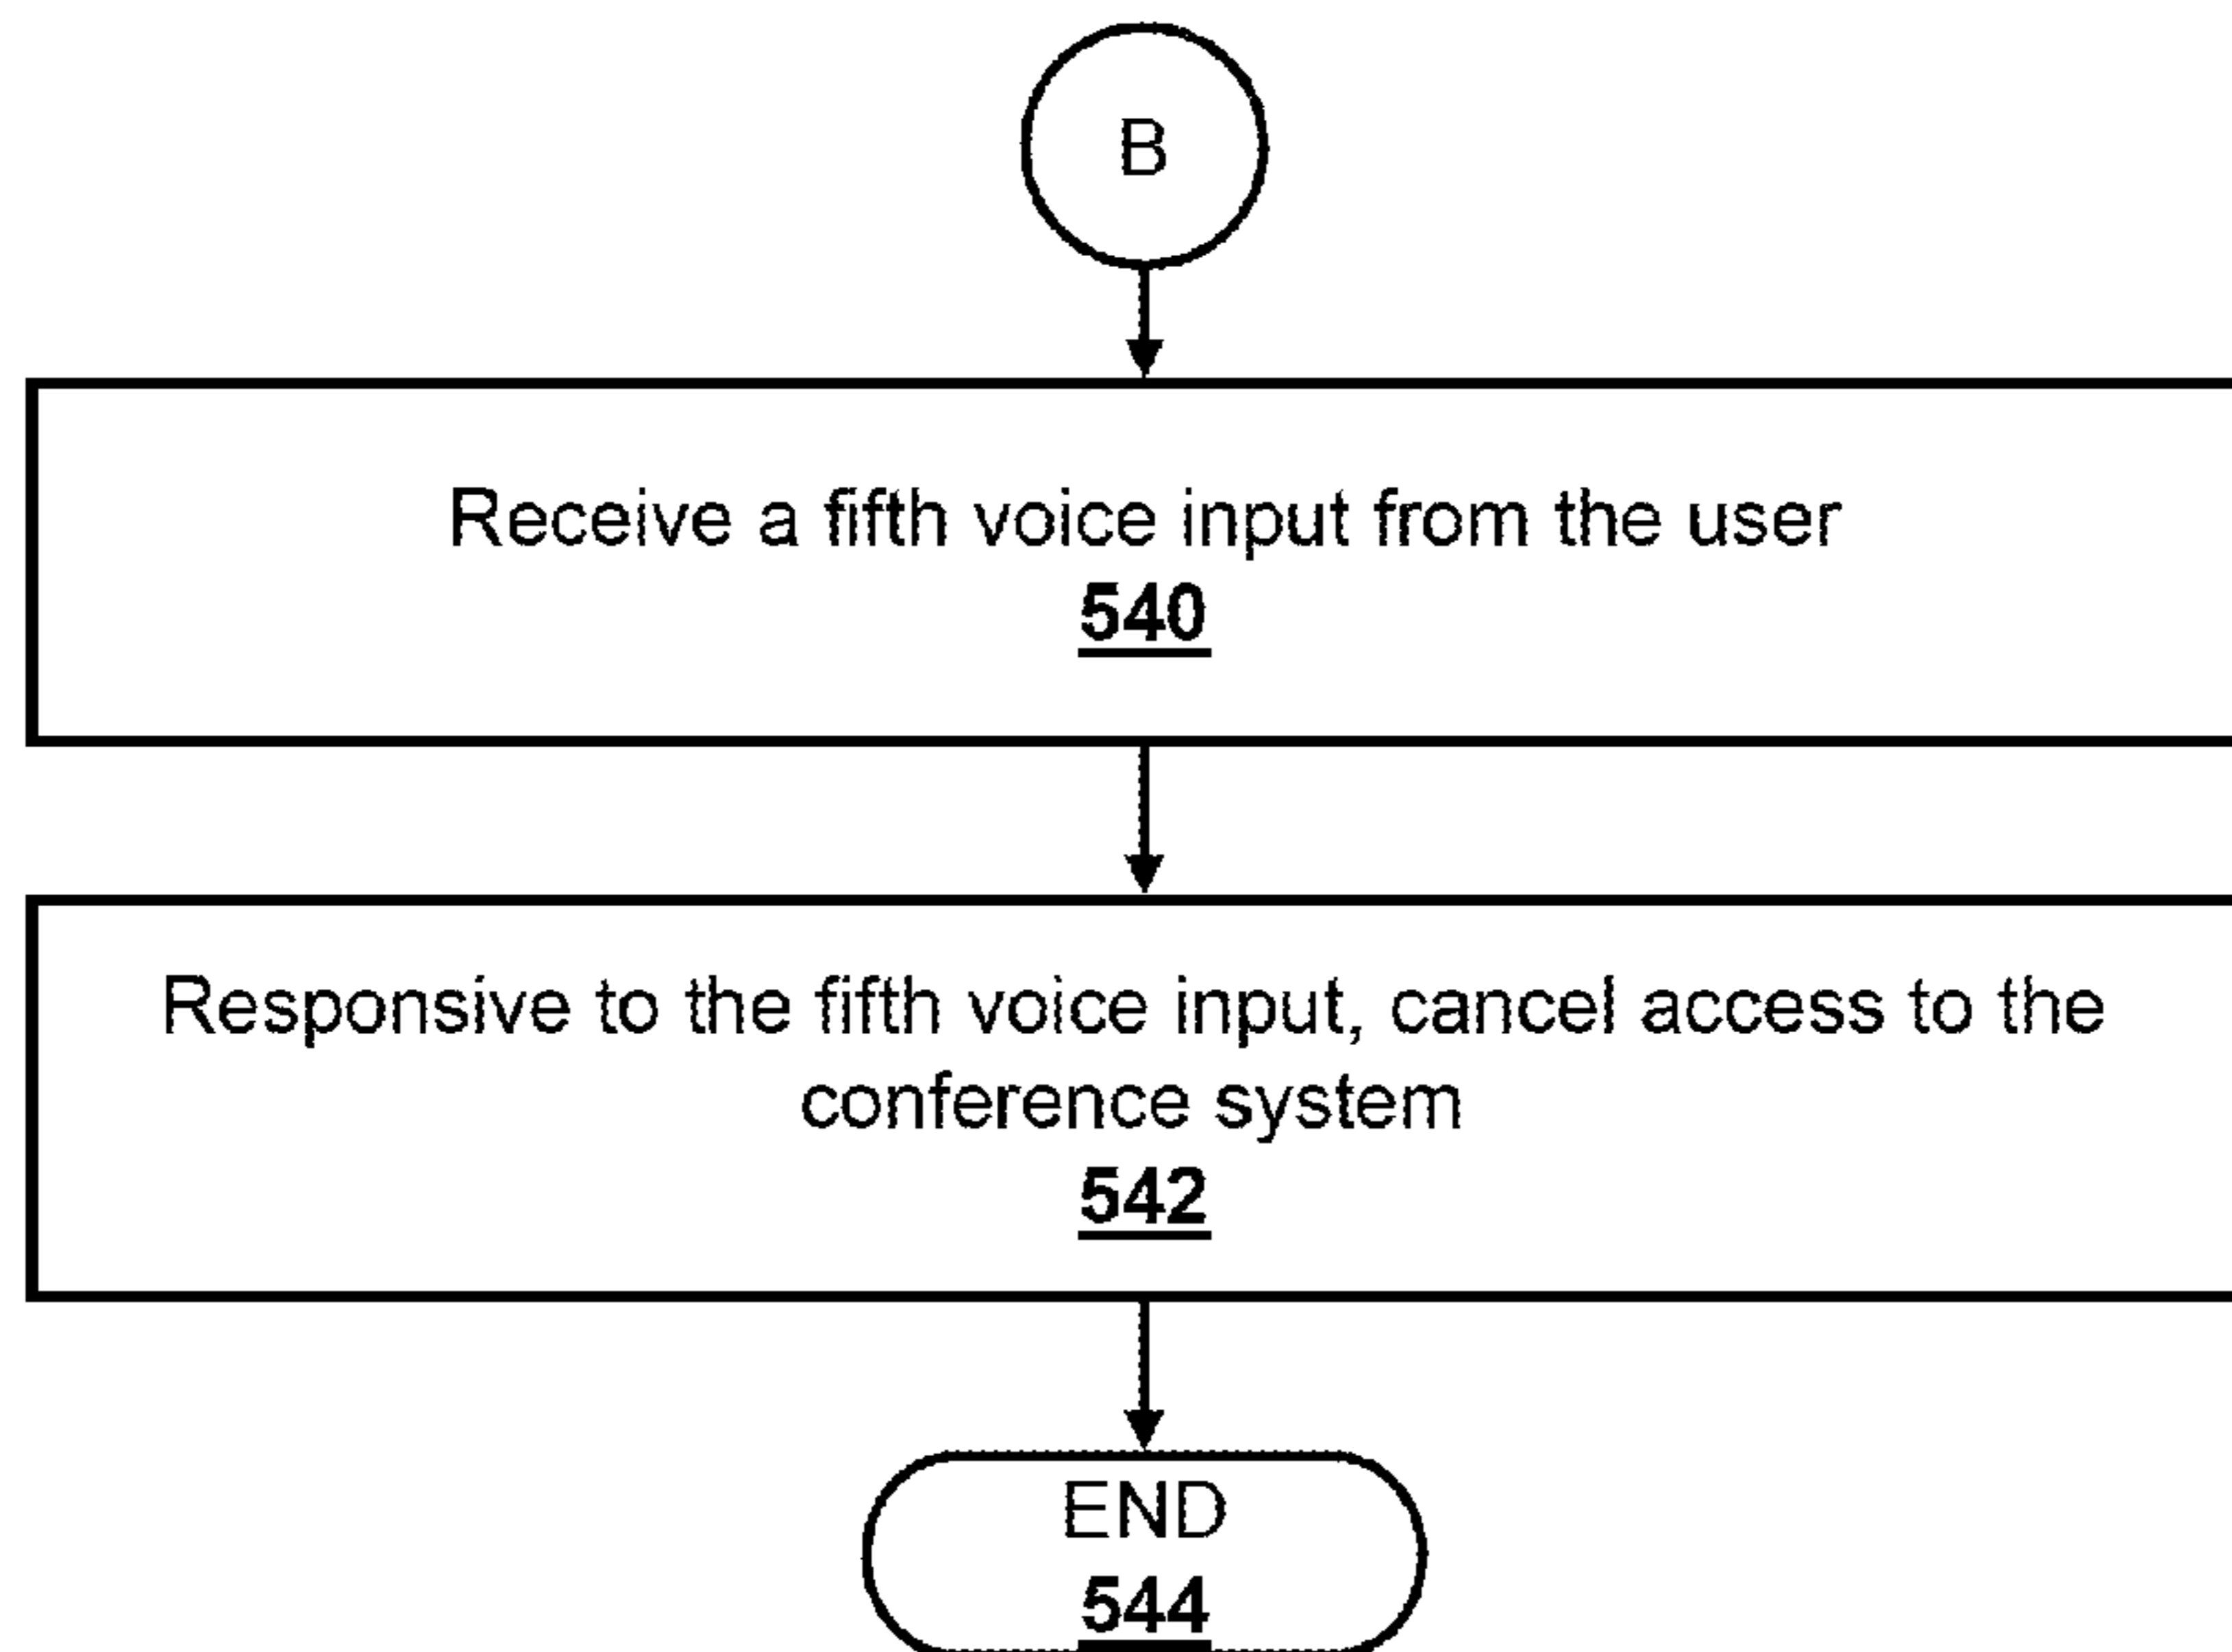 B
Receive a fifth voice input from the user
540
Responsive to the fifth voice input, cancel access to the
conference system
542
END
544